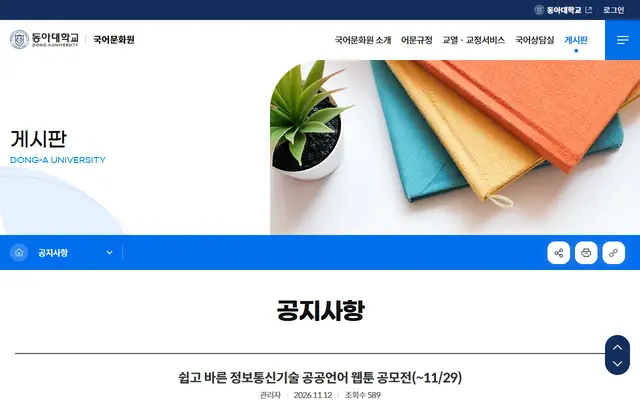 동아대학교 로그인
동아대학교 DONG-A UNIVERSITY 국어문화원 국어문화원 소개 어문규정 교열·교정서비스 국어상담실 게시판
게시판
DONG-A UNIVERSITY
공지사항
공지사항
쉽고 바른 정보통신기술 공공언어 웹툰 공모전(~11/29)
관리자 2026.11.12 조회수 589